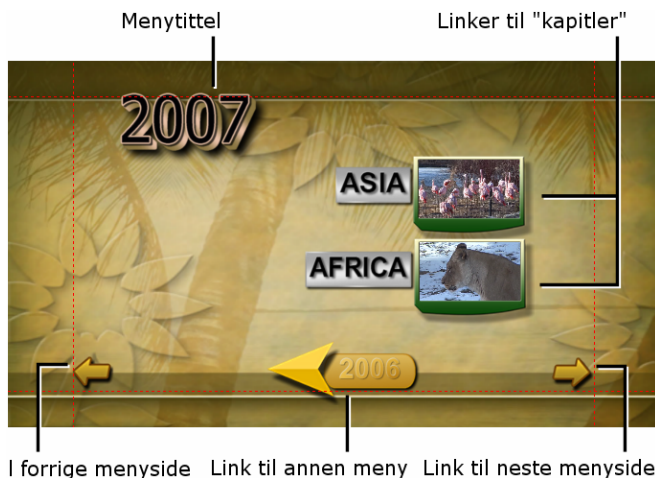 Menytittel
Linker til "kapitler"
2007
ASIA
AFRICA
2006
l forrige menyside
Link til annen meny
Link til neste menyside